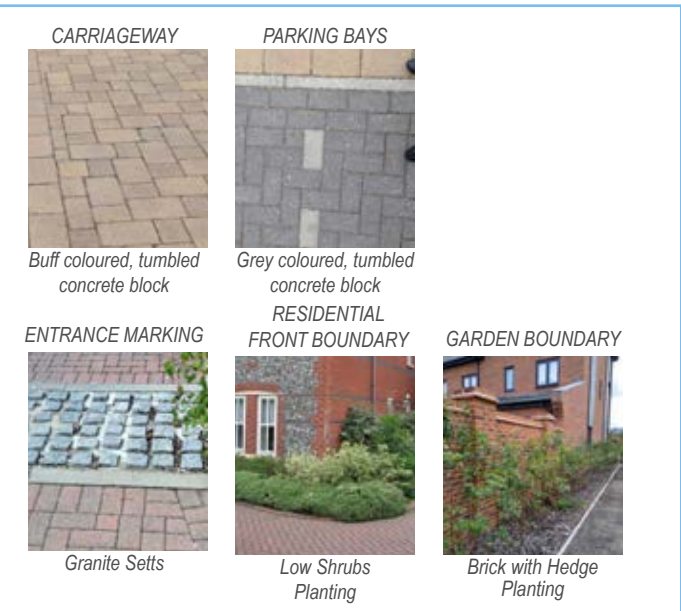 CARRIAGEWAY
PARKING BAYS
Buff coloured, tumbled
concrete block
Grey coloured, tumbled
concrete block
ENTRANCE MARKING
RESIDENTIAL
FRONT BOUNDARY
GARDEN BOUNDARY
Granite Setts
Low Shrubs
Planting
Brick with Hedge
Planting